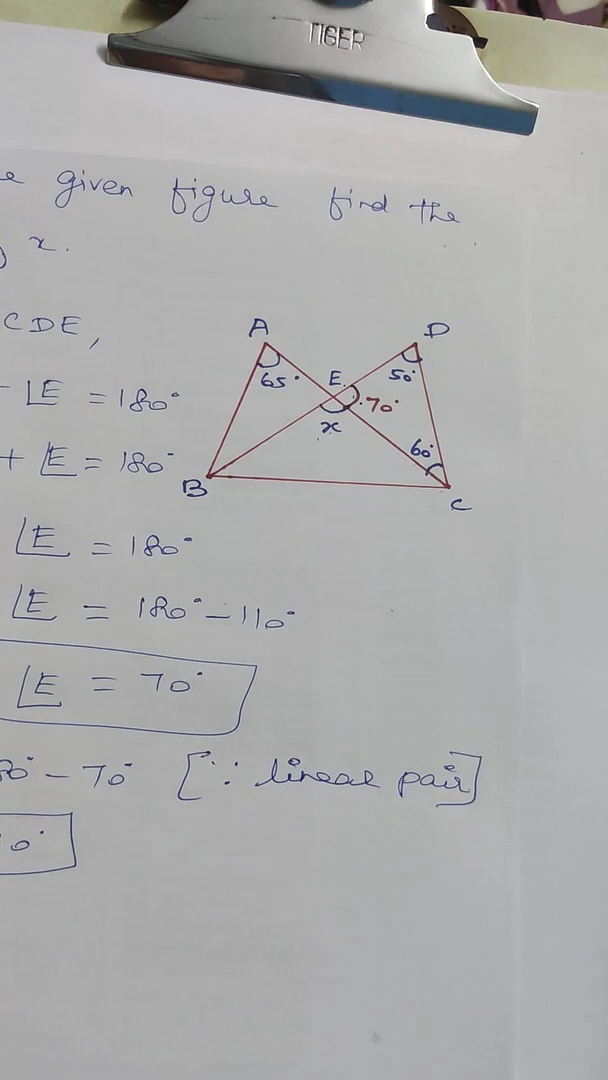 TIGER
given figure find the
x.
CDE,
∠E = 180°
+ ∠E = 180°
∠E = 180°
∠E = 180° - 110°
∠E = 70°
- 70° [∵ linear pair]
A
D
65°
E
50°
70°
x
60°
B
C